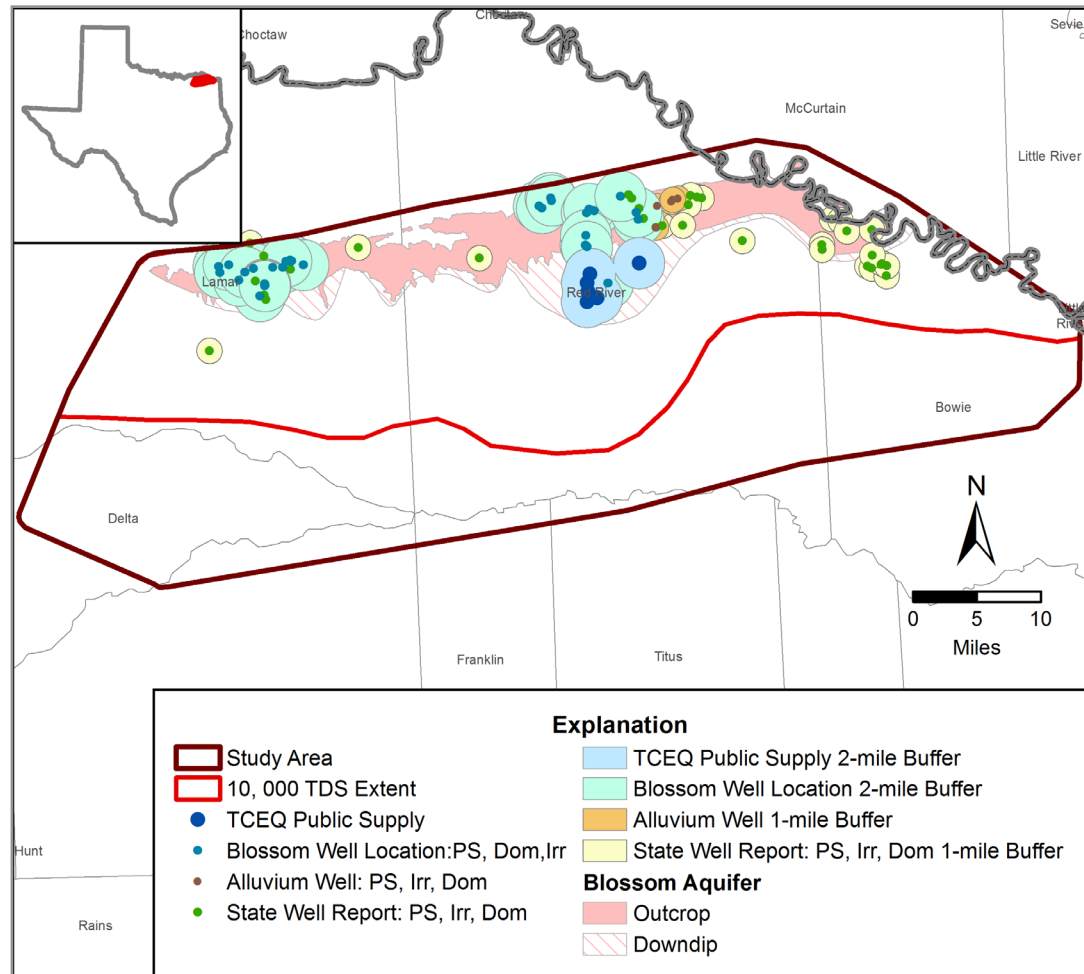 Choctaw
Choctaw
Sevie
McCurtain
Little River
Lamar
Red River
Bowie
Delta
N
0 5 10
Miles
Franklin
Titus
Hunt
Rains
Explanation
Study Area
10, 000 TDS Extent
TCEQ Public Supply
Blossom Well Location:PS, Dom,Irr
Alluvium Well: PS, Irr, Dom
State Well Report: PS, Irr, Dom
TCEQ Public Supply 2-mile Buffer
Blossom Well Location 2-mile Buffer
Alluvium Well 1-mile Buffer
State Well Report: PS, Irr, Dom 1-mile Buffer
Blossom Aquifer
Outcrop
Downdip